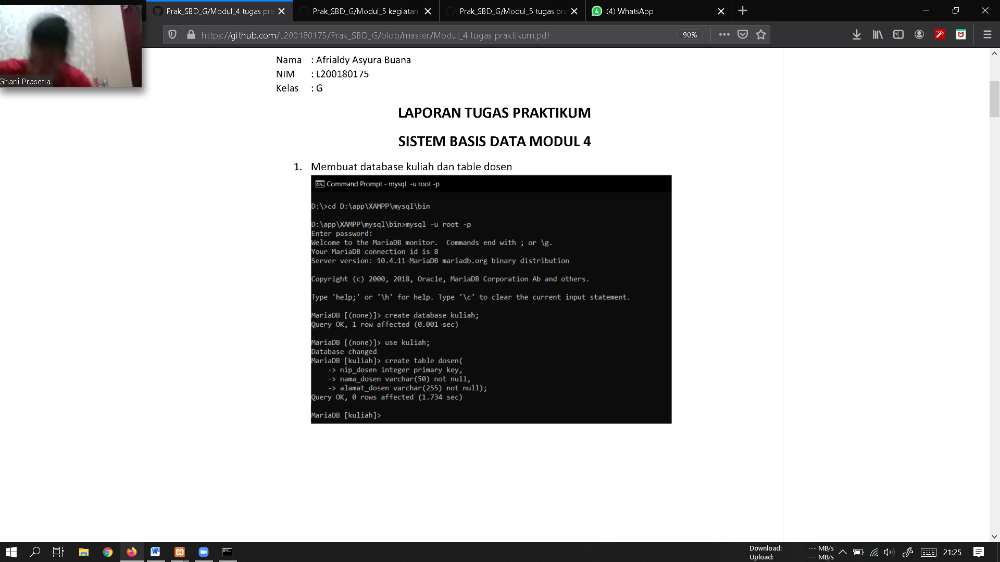 Prak_SBD_G/Modul_4 tugas pra
Prak_SBD_G/Modul_5 kegiatan
Prak_SBD_G/Modul_5 tugas pra
(4) WhatsApp
https://github.com/L200180175/Prak_SBD_G/blob/master/Modul_4 tugas praktikum.pdf
90%
Ghani Prasetia
Nama : Afrialdy Asyura Buana
NIM : L200180175
Kelas : G
LAPORAN TUGAS PRAKTIKUM
SISTEM BASIS DATA MODUL 4
1. Membuat database kuliah dan table dosen
Command Prompt - mysql -u root -p
D:\>cd D:\app\XAMPP\mysql\bin
D:\app\XAMPP\mysql\bin>mysql -u root -p
Enter password:
Welcome to the MariaDB monitor. Commands end with ; or \g.
Your MariaDB connection id is 8
Server version: 10.4.11-MariaDB mariadb.org binary distribution
Copyright (c) 2000, 2018, Oracle, MariaDB Corporation Ab and others.
Type 'help;' or '\h' for help. Type '\c' to clear the current input statement.
MariaDB [(none)]> create database kuliah;
Query OK, 1 row affected (0.001 sec)
MariaDB [(none)]> use kuliah;
Database changed
MariaDB [kuliah]> create table dosen(
-> nip_dosen integer primary key,
-> nama_dosen varchar(50) not null,
-> alamat_dosen varchar(255) not null);
Query OK, 0 rows affected (1.734 sec)
MariaDB [kuliah]>
Download: --- MB/s
Upload: --- MB/s
21:25